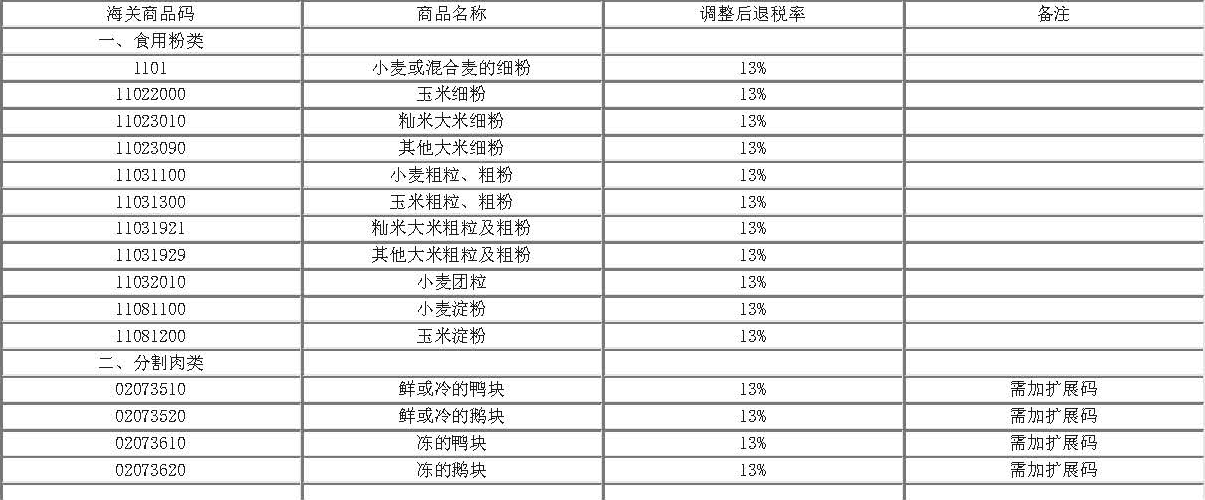 海关商品码 商品名称 调整后退税率 备注
一、食用粉类
1101 小麦或混合麦的细粉 13%
11022000 玉米细粉 13%
11023010 籼米大米细粉 13%
11023090 其他大米细粉 13%
11031100 小麦粗粒、粗粉 13%
11031300 玉米粗粒、粗粉 13%
11031921 籼米大米粗粒及粗粉 13%
11031929 其他大米粗粒及粗粉 13%
11032010 小麦团粒 13%
11081100 小麦淀粉 13%
11081200 玉米淀粉 13%
二、分割肉类
02073510 鲜或冷的鸭块 13% 需加扩展码
02073520 鲜或冷的鹅块 13% 需加扩展码
02073610 冻的鸭块 13% 需加扩展码
02073620 冻的鹅块 13% 需加扩展码